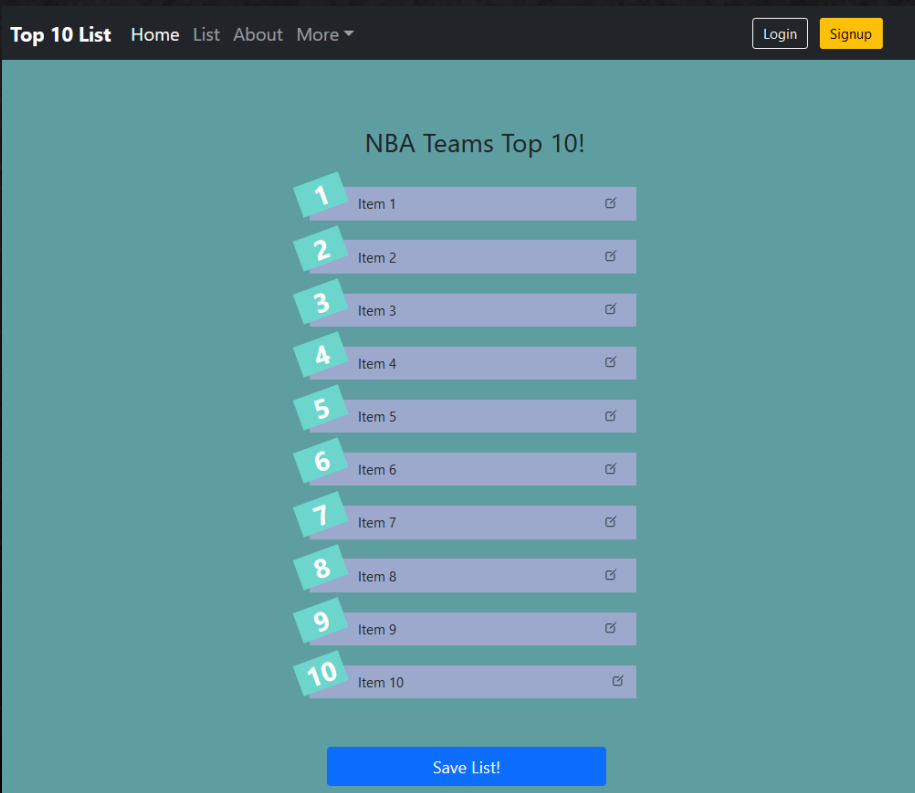 Top 10 List Home List About More Login Signup
NBA Teams Top 10!
1 Item 1
2 Item 2
3 Item 3
4 Item 4
5 Item 5
6 Item 6
7 Item 7
8 Item 8
9 Item 9
10 Item 10
Save List!